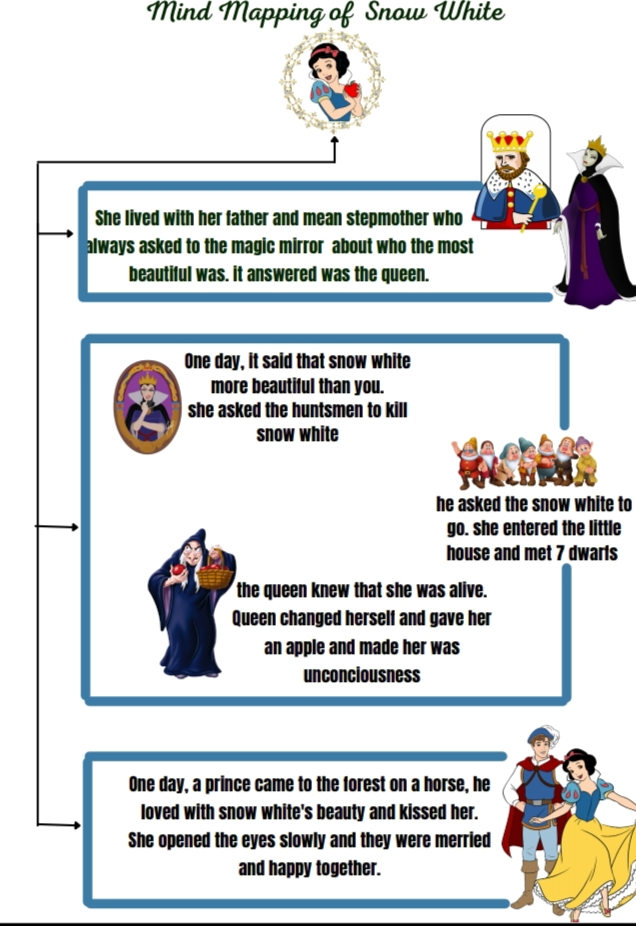 Mind Mapping of Snow White
She lived with her father and mean stepmother who
always asked to the magic mirror about who the most
beautiful was. it answered was the queen.
One day, it said that snow white
more beautiful than you.
she asked the huntsmen to kill
snow white
he asked the snow white to
go. she entered the little
house and met 7 dwarfs
the queen knew that she was alive.
Queen changed herself and gave her
an apple and made her was
unconciousness
One day, a prince came to the forest on a horse, he
loved with snow white's beauty and kissed her.
She opened the eyes slowly and they were merried
and happy together.